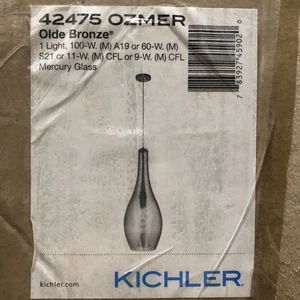 42475 OZMER
Olde Bronze®
1 Light, 100-W. (M) A19 or 60-W. (M)
S21 or 11-W. (M) CFL or 9-W. (M) CFL
Mercury Glass
7 83927 45902 0
kichler.com
KICHLER®